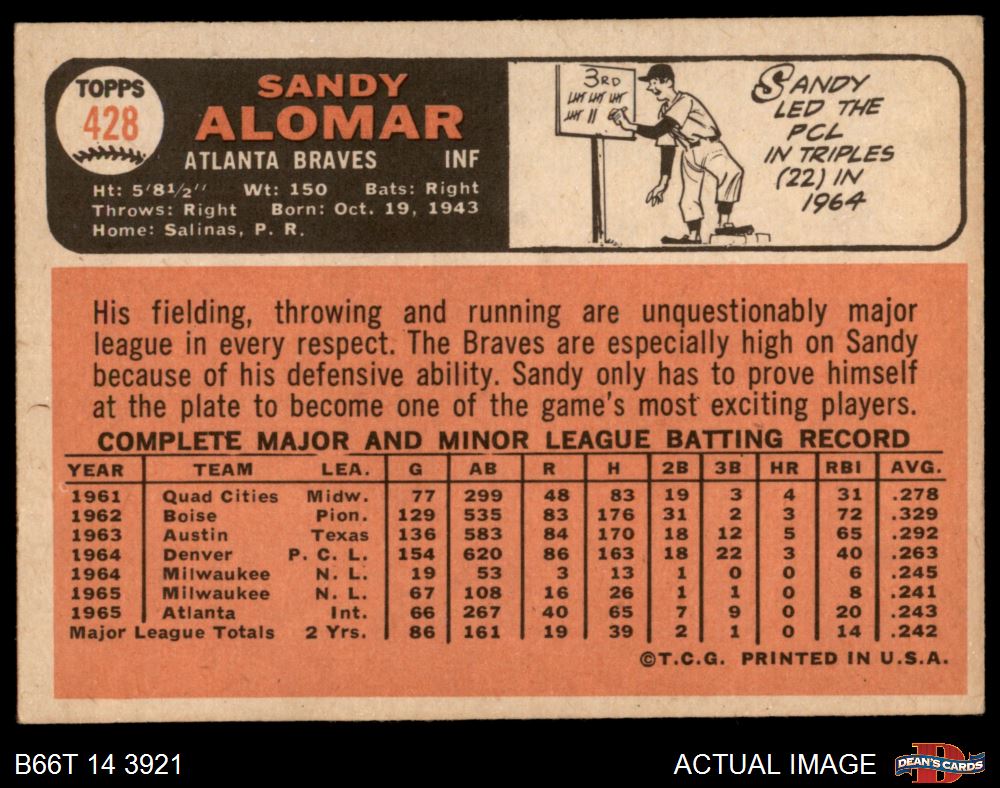 TOPPS
428
SANDY
ALOMAR
ATLANTA BRAVES INF
Ht: 5'8½" Wt: 150 Bats: Right
Throws: Right Born: Oct. 19, 1943
Home: Salinas, P. R.
3RD
SANDY
LED THE
PCL
IN TRIPLES
(22) IN
1964
His fielding, throwing and running are unquestionably major
league in every respect. The Braves are especially high on Sandy
because of his defensive ability. Sandy only has to prove himself
at the plate to become one of the game's most exciting players.
COMPLETE MAJOR AND MINOR LEAGUE BATTING RECORD
YEAR TEAM LEA. G AB R H 2B 3B HR RBI AVG.
1961 Quad Cities Midw. 77 299 48 83 19 3 4 31 .278
1962 Boise Pion. 129 535 83 176 31 2 3 72 .329
1963 Austin Texas 136 583 84 170 18 12 5 65 .292
1964 Denver P. C. L. 154 620 86 163 18 22 3 40 .263
1964 Milwaukee N. L. 19 53 3 13 1 0 0 6 .245
1965 Milwaukee N. L. 67 108 16 26 1 1 0 8 .241
1965 Atlanta Int. 66 267 40 65 7 9 0 20 .243
Major League Totals 2 Yrs. 86 161 19 39 2 1 0 14 .242
©T.C.G. PRINTED IN U.S.A.
B66T 14 3921 ACTUAL IMAGE
D
DEAN'S CARDS